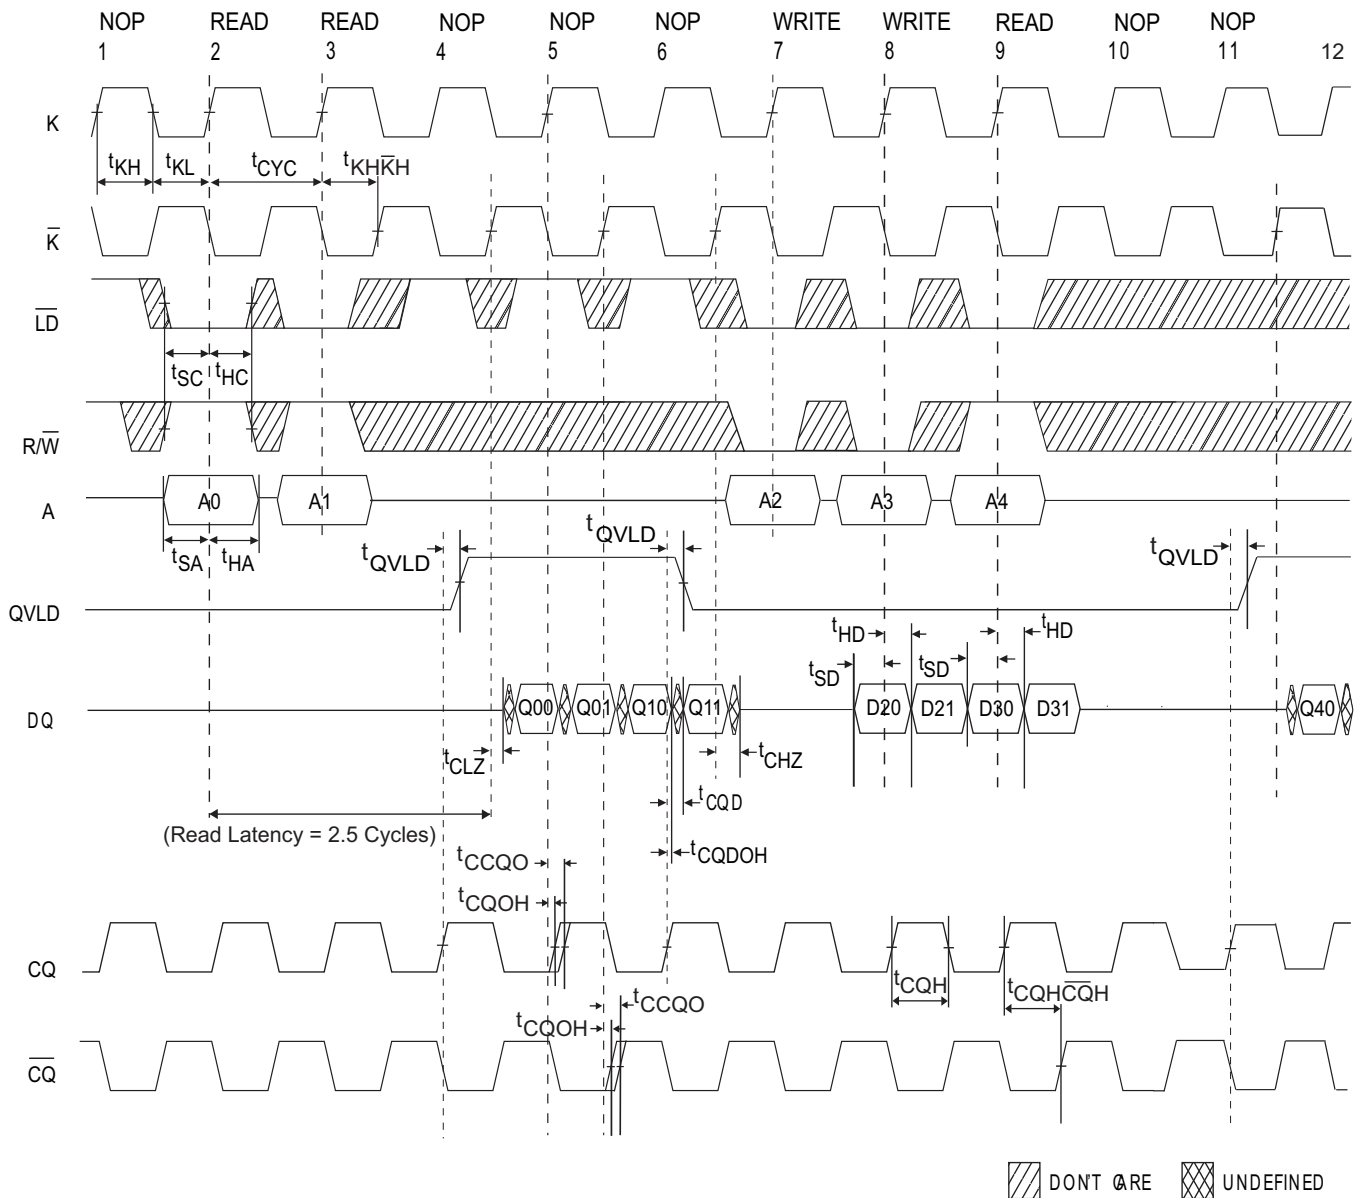 NOP READ READ NOP NOP NOP WRITE WRITE READ NOP NOP
1 2 3 4 5 6 7 8 9 10 11 12
K
tKH tKL tCYC tKHK̅H
K̅
L̅D̅
tSC tHC
R/W̅
A A0 A1 A2 A3 A4
tSA tHA tQVLD tQVLD tQVLD
QVLD
tHD tHD
tSD tSD
DQ Q00 Q01 Q10 Q11 D20 D21 D30 D31 Q40
tCLZ tCHZ
tCQD
(Read Latency = 2.5 Cycles)
tCQDOH
tCCQO
tCQOH
CQ
tCQH tCQHC̅Q̅H
tCCQO
tCQOH
C̅Q̅
DON'T CARE UNDEFINED